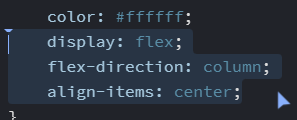 color: #ffffff;
display: flex;
flex-direction: column;
align-items: center;
}